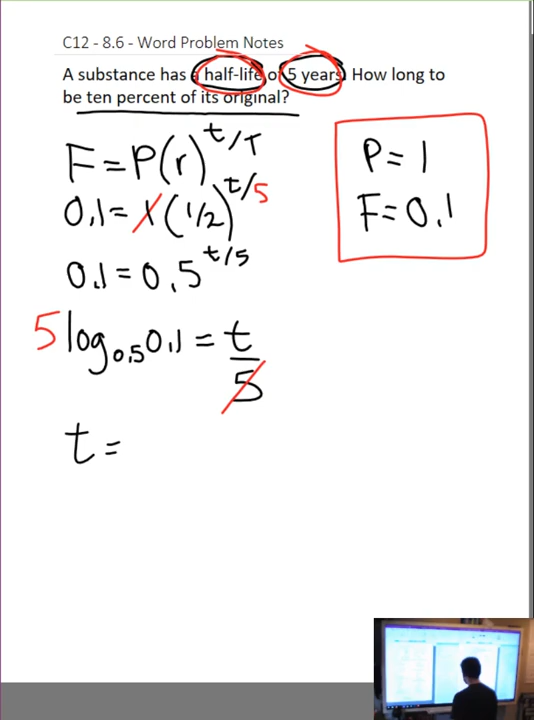 C12 - 8.6 - Word Problem Notes
A substance has a half-life of 5 years. How long to
be ten percent of its original?
F = P(r)^t/T
P = 1
0.1 = 1(1/2)^t/5
F = 0.1
0.1 = 0.5^t/5
5 log_0.5 0.1 = t/5
t =